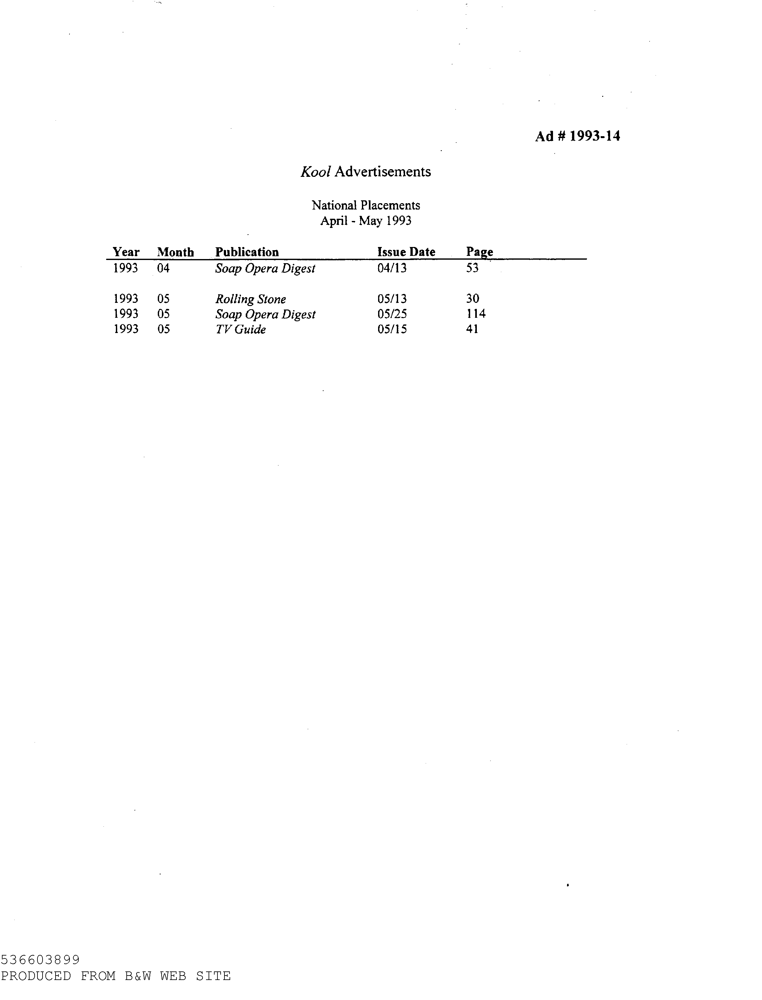 Ad # 1993-14
Kool Advertisements
National Placements
April - May 1993
Year Month Publication Issue Date Page
1993 04 Soap Opera Digest 04/13 53
1993 05 Rolling Stone 05/13 30
1993 05 Soap Opera Digest 05/25 114
1993 05 TV Guide 05/15 41
536603899
PRODUCED FROM B&W WEB SITE